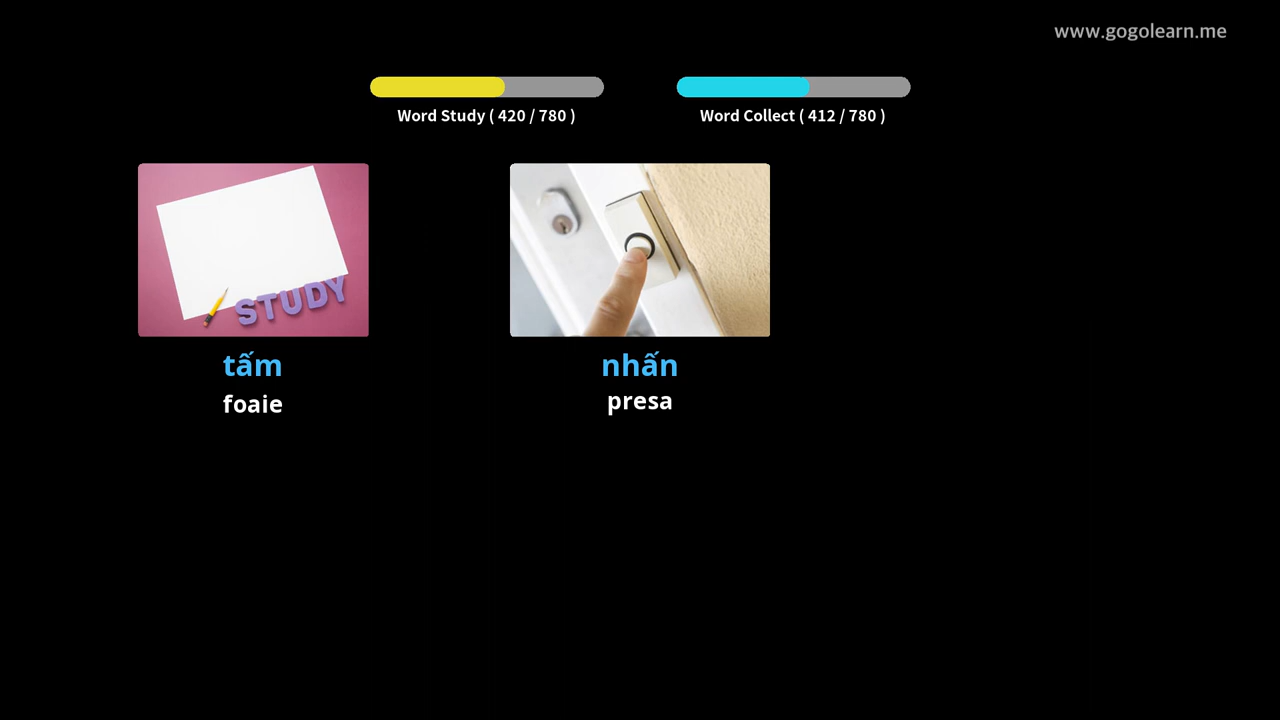 www.gogolearn.me
Word Study ( 420 / 780 )
Word Collect ( 412 / 780 )
STUDY
tấm
foaie
nhấn
presa